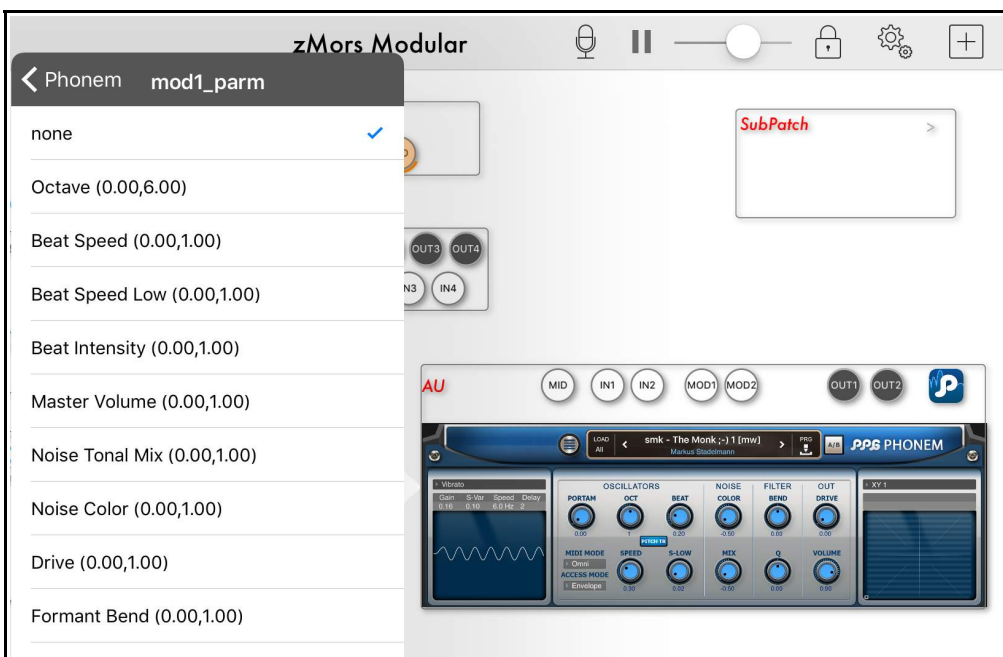 zMors Modular
Phonem mod1_parm
none
Octave (0.00,6.00)
Beat Speed (0.00,1.00)
Beat Speed Low (0.00,1.00)
Beat Intensity (0.00,1.00)
Master Volume (0.00,1.00)
Noise Tonal Mix (0.00,1.00)
Noise Color (0.00,1.00)
Drive (0.00,1.00)
Formant Bend (0.00,1.00)
SubPatch >
OUT3 OUT4
IN4
AU MID IN1 IN2 MOD1 MOD2 OUT1 OUT2 P
LOAD All smk - The Monk ;-) 1 [mw] PRG A/B PPG PHONEM
Markus Stadelmann
Vibrato
Gain S-Var Speed Delay
0.16 0.10 6.0 Hz 2
OSCILLATORS NOISE FILTER OUT
PORTAM OCT BEAT COLOR BEND DRIVE
0.00 1 0.20 -0.50 0.00 0.00
PITCH TR
MIDI MODE SPEED S-LOW MIX Q VOLUME
Omni
ACCESS MODE
Envelope 0.30 0.02 -0.50 0.00 0.90
XY 1